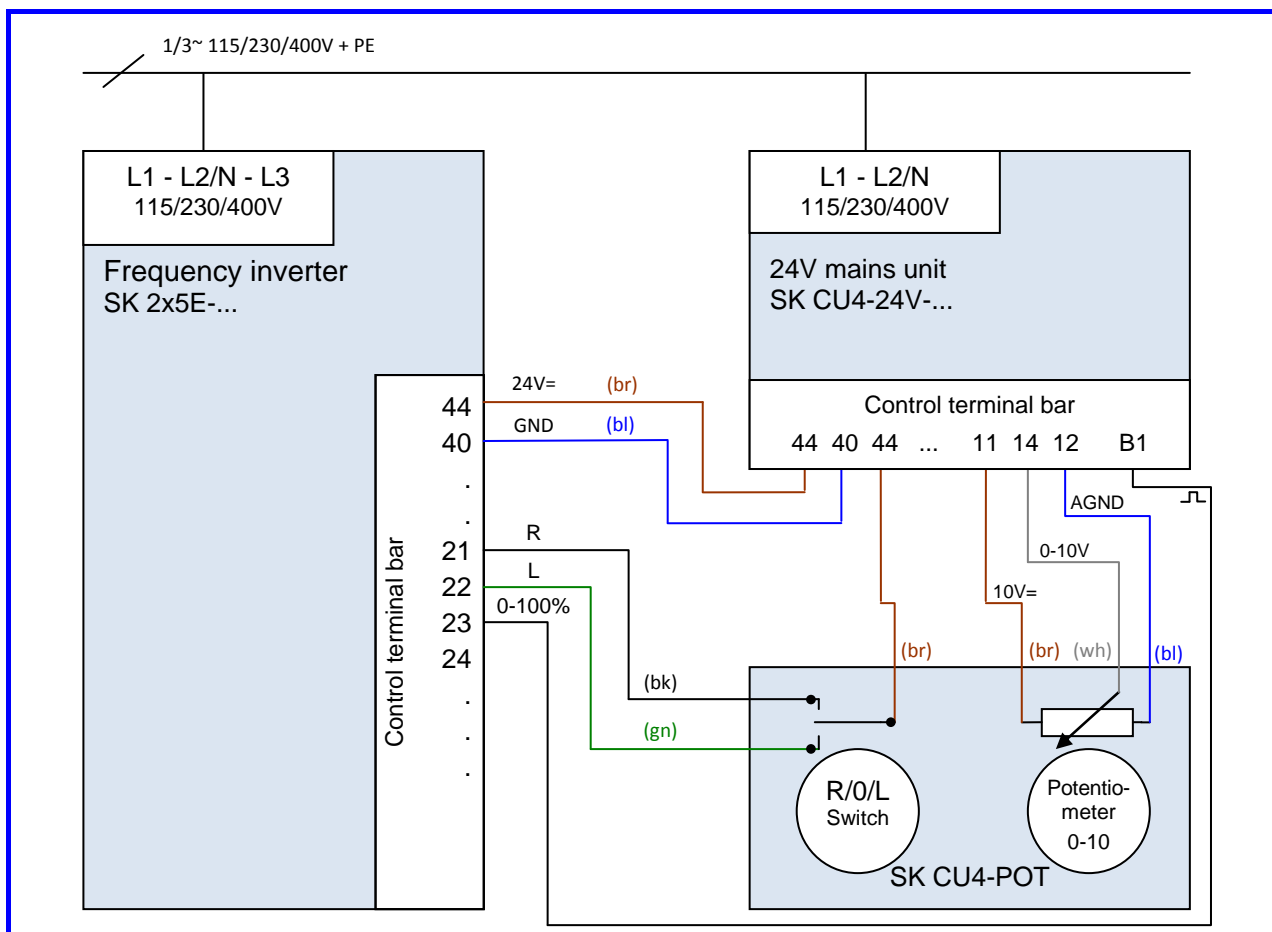 1/3~ 115/230/400V + PE
L1 - L2/N - L3
115/230/400V
Frequency inverter
SK 2x5E-...
L1 - L2/N
115/230/400V
24V mains unit
SK CU4-24V-...
Control terminal bar
44 40 44 ... 11 14 12 B1
24V= (br)
44
GND (bl)
40
.
.
R
21
L
22
0-100%
23
24
.
.
.
Control terminal bar
AGND
0-10V
10V=
(br) (br) (wh) (bl)
(bk)
(gn)
R/0/L
Switch
Potentio-
meter
0-10
SK CU4-POT